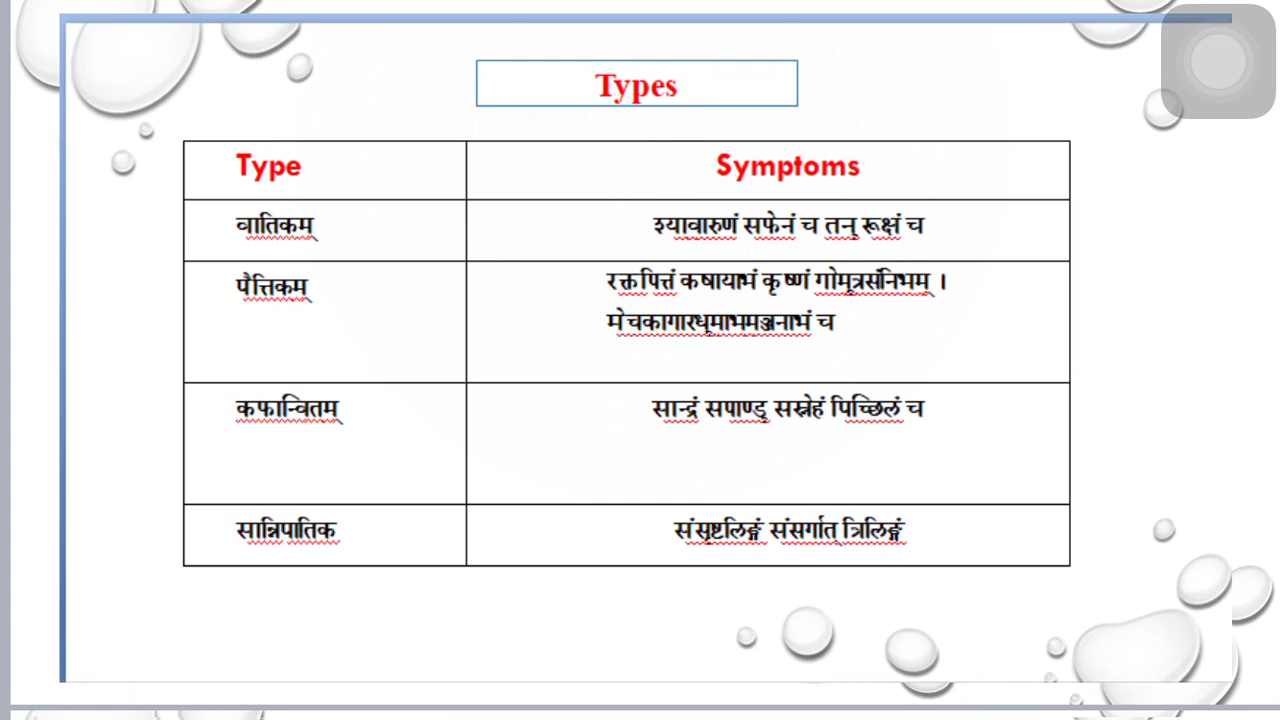 Types
Type Symptoms
वातिकम् श्यावारुणं सफेनं च तनु रूक्षं च
पैत्तिकम् रक्तपित्तं कषायाभं कृष्णं गोमूत्रसंनिभम् ।
मेचकागारधूमाभमञ्जनाभं च
कफान्वितम् सान्द्रं सपाण्डु सस्नेहं पिच्छिलं च
सान्निपातिक संसृष्टलिङ्गं संसर्गात् त्रिलिङ्गं